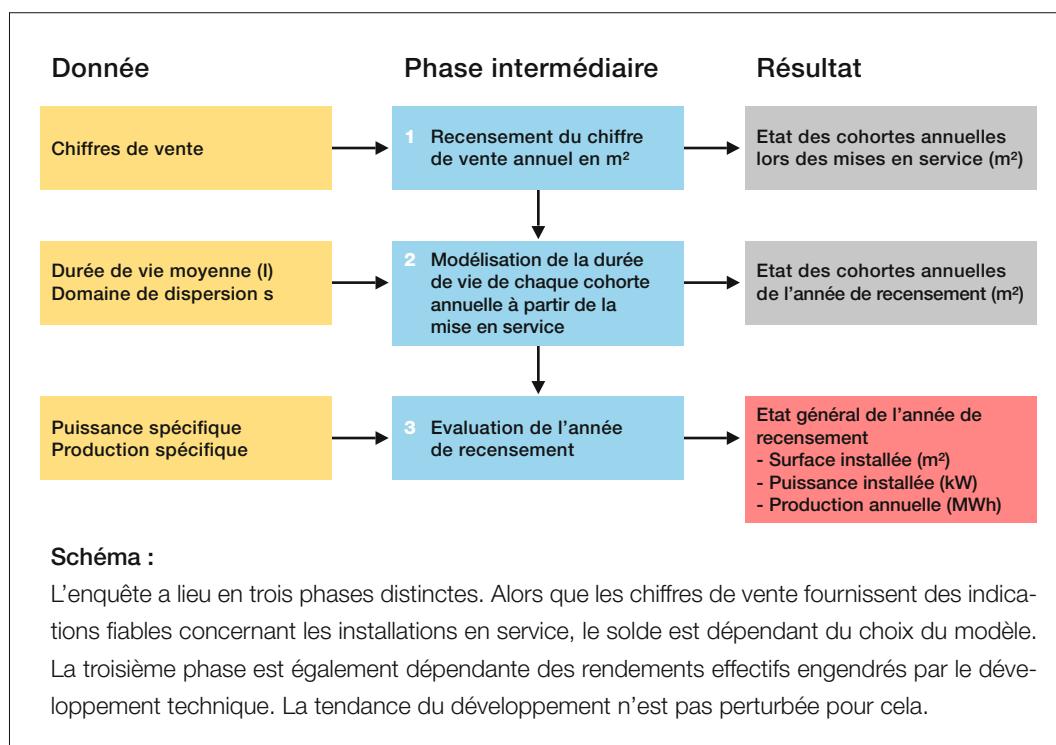 Donnée
Phase intermédiaire
Résultat
Chiffres de vente
1 Recensement du chiffre
de vente annuel en m²
Etat des cohortes annuelles
lors des mises en service (m²)
Durée de vie moyenne (l)
Domaine de dispersion s
2 Modélisation de la durée
de vie de chaque cohorte
annuelle à partir de la
mise en service
Etat des cohortes annuelles
de l'année de recensement (m²)
Puissance spécifique
Production spécifique
3 Evaluation de l'année
de recensement
Etat général de l'année de
recensement
- Surface installée (m²)
- Puissance installée (kW)
- Production annuelle (MWh)
Schéma :
L'enquête a lieu en trois phases distinctes. Alors que les chiffres de vente fournissent des indica-
tions fiables concernant les installations en service, le solde est dépendant du choix du modèle.
La troisième phase est également dépendante des rendements effectifs engendrés par le déve-
loppement technique. La tendance du développement n'est pas perturbée pour cela.